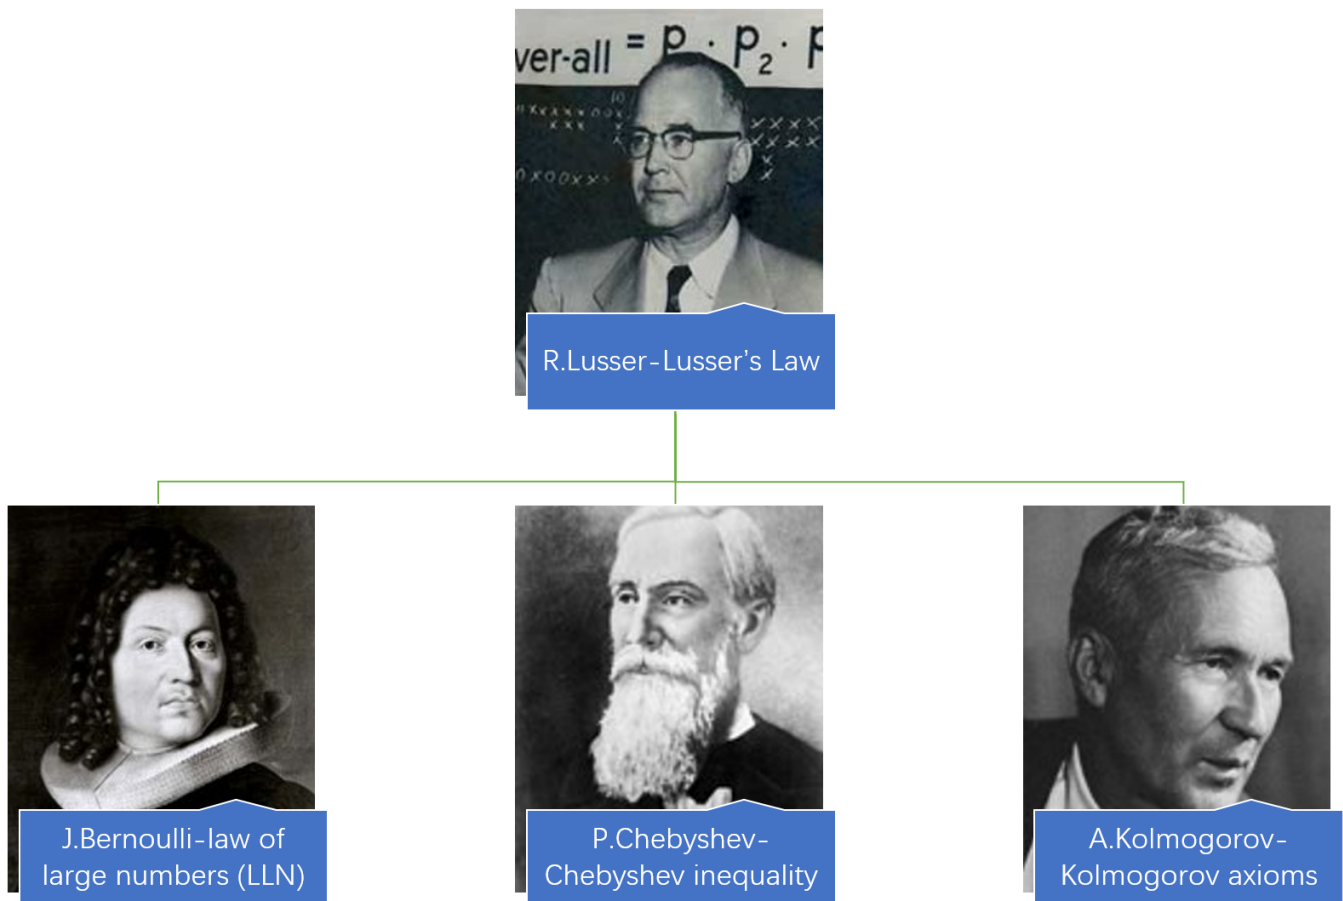 ver-all = p · p₂ · p
R.Lusser-Lusser’s Law
J.Bernoulli-law of
large numbers (LLN)
P.Chebyshev-
Chebyshev inequality
A.Kolmogorov-
Kolmogorov axioms